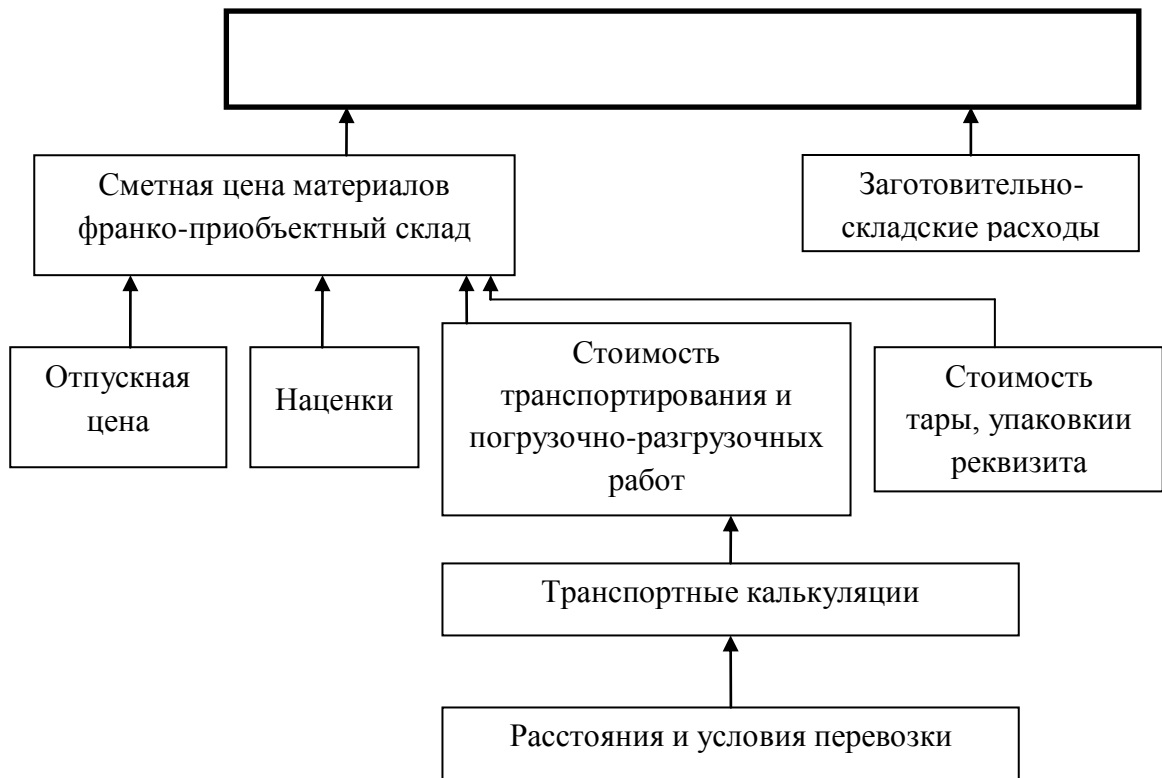 Сметная цена материалов
франко-приобъектный склад
Заготовительно-
складские расходы
Отпускная
цена
Наценки
Стоимость
транспортирования и
погрузочно-разгрузочных
работ
Стоимость
тары, упаковкии
реквизита
Транспортные калькуляции
Расстояния и условия перевозки